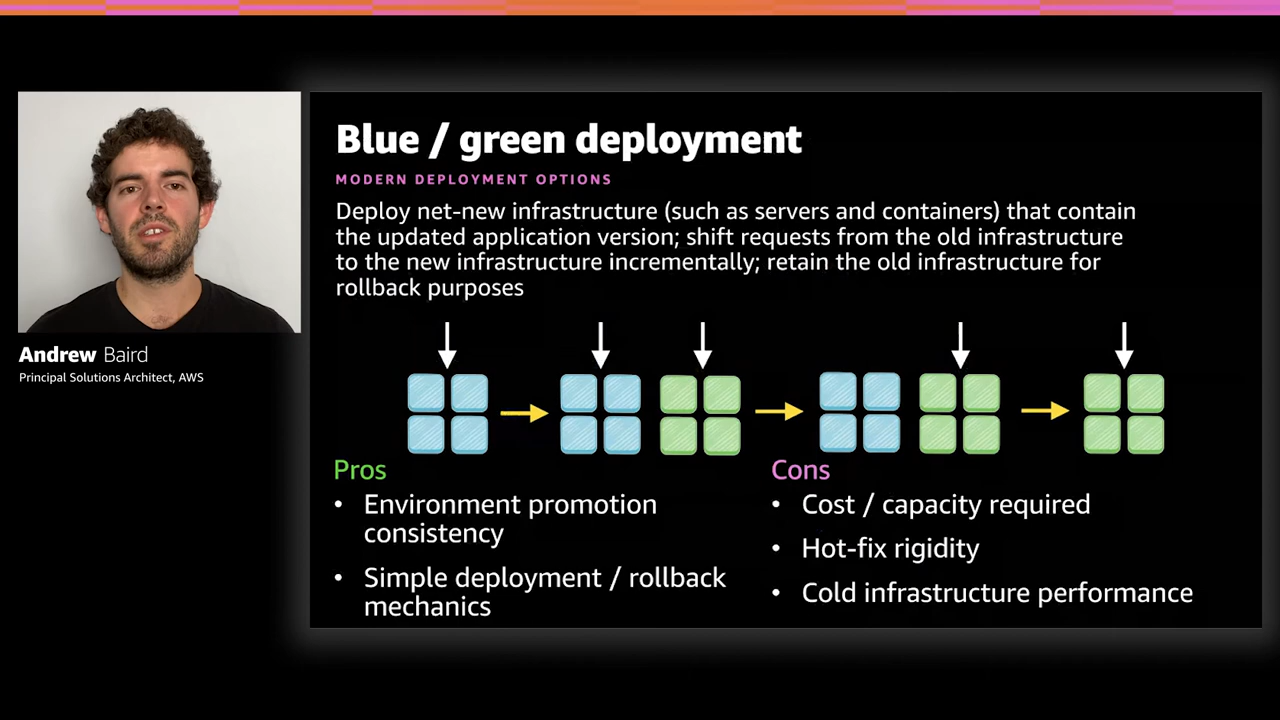 Blue / green deployment
MODERN DEPLOYMENT OPTIONS
Deploy net-new infrastructure (such as servers and containers) that contain
the updated application version; shift requests from the old infrastructure
to the new infrastructure incrementally; retain the old infrastructure for
rollback purposes
Andrew Baird
Principal Solutions Architect, AWS
Pros
• Environment promotion
consistency
• Simple deployment / rollback
mechanics
Cons
• Cost / capacity required
• Hot-fix rigidity
• Cold infrastructure performance